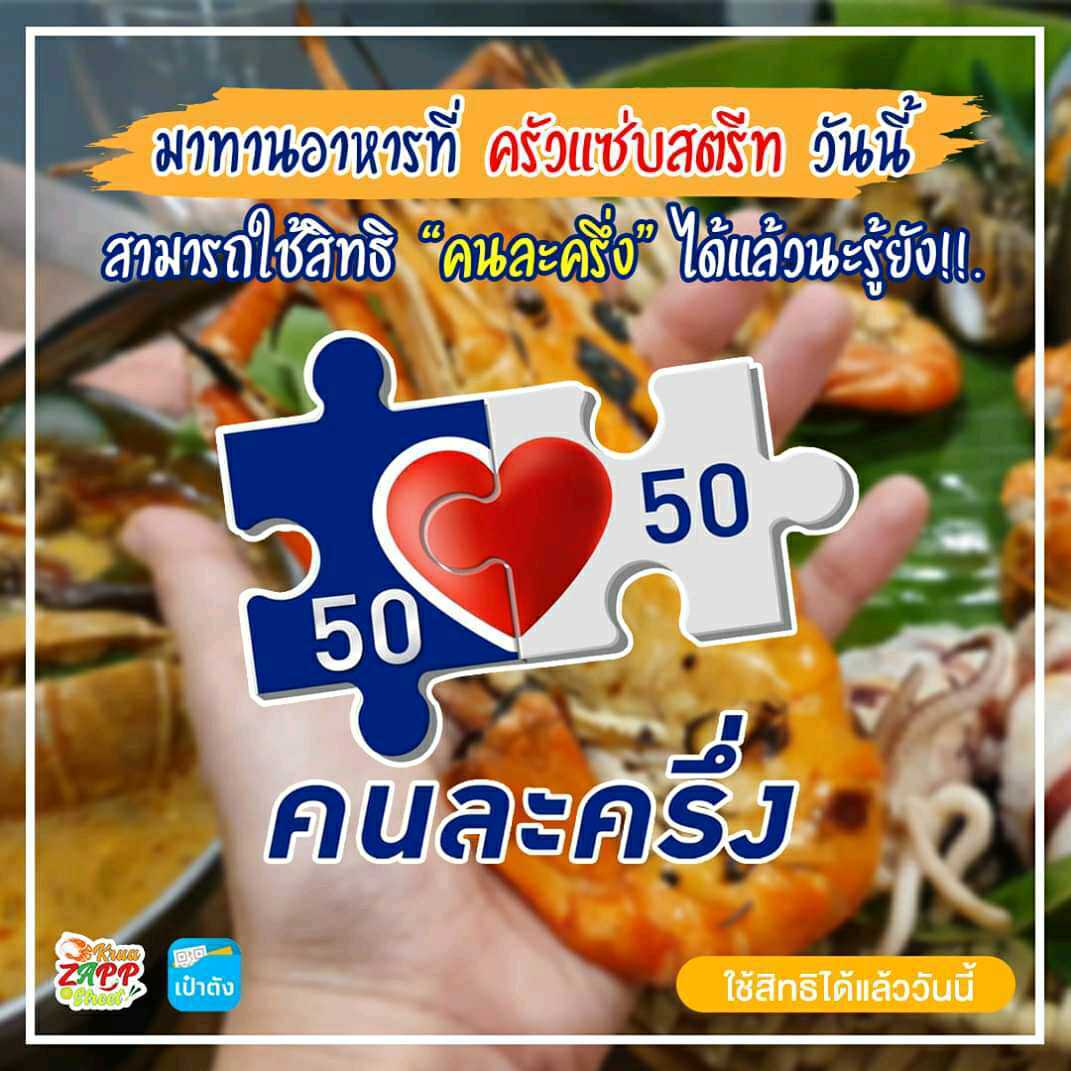 มาทานอาหารที่ ครัวแซ่บสตรีท วันนี้
สามารถใช้สิทธิ “คนละครึ่ง” ได้แล้วนะรู้ยัง!!.
50
50
คนละครึ่ง
Krua
ZAPP
Street
เป๋าตัง
ใช้สิทธิได้แล้ววันนี้